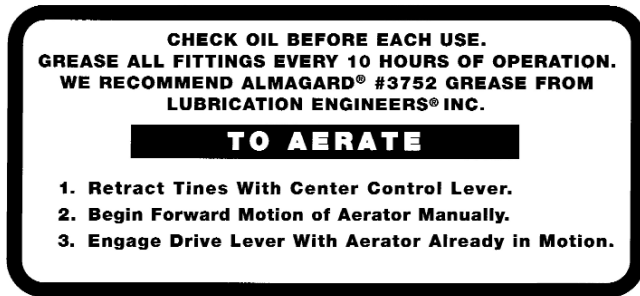 CHECK OIL BEFORE EACH USE.
GREASE ALL FITTINGS EVERY 10 HOURS OF OPERATION.
WE RECOMMEND ALMAGARD® #3752 GREASE FROM
LUBRICATION ENGINEERS® INC.
TO AERATE
1. Retract Tines With Center Control Lever.
2. Begin Forward Motion of Aerator Manually.
3. Engage Drive Lever With Aerator Already in Motion.